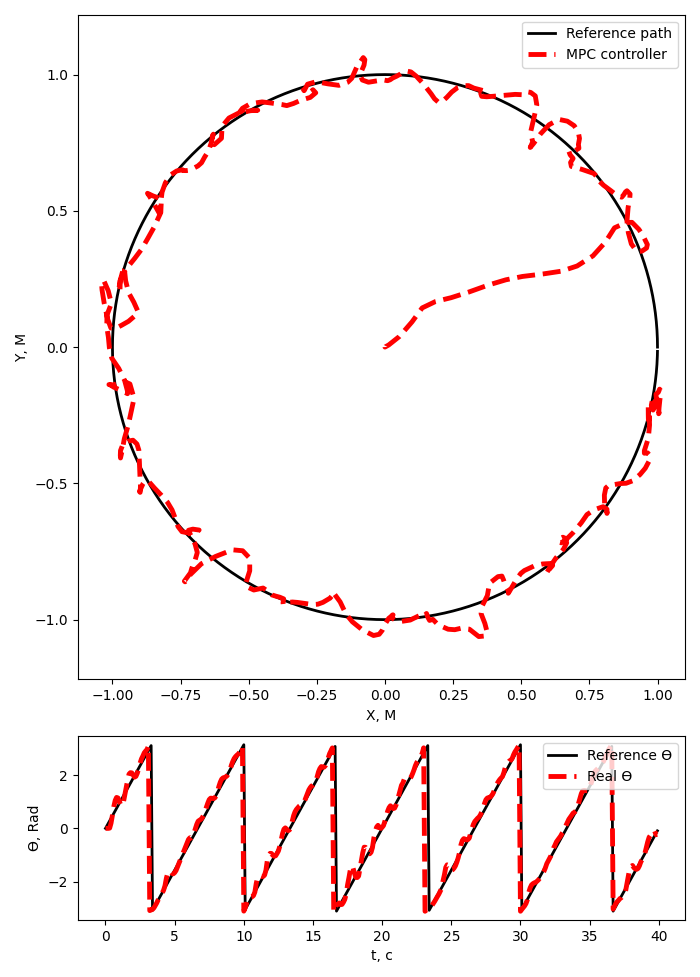 Reference path
MPC controller
1.0
0.5
0.0
−0.5
−1.0
Y, M
−1.00 −0.75 −0.50 −0.25 0.00 0.25 0.50 0.75 1.00
X, M
Reference ϴ
Real ϴ
2
0
−2
ϴ, Rad
0 5 10 15 20 25 30 35 40
t, c